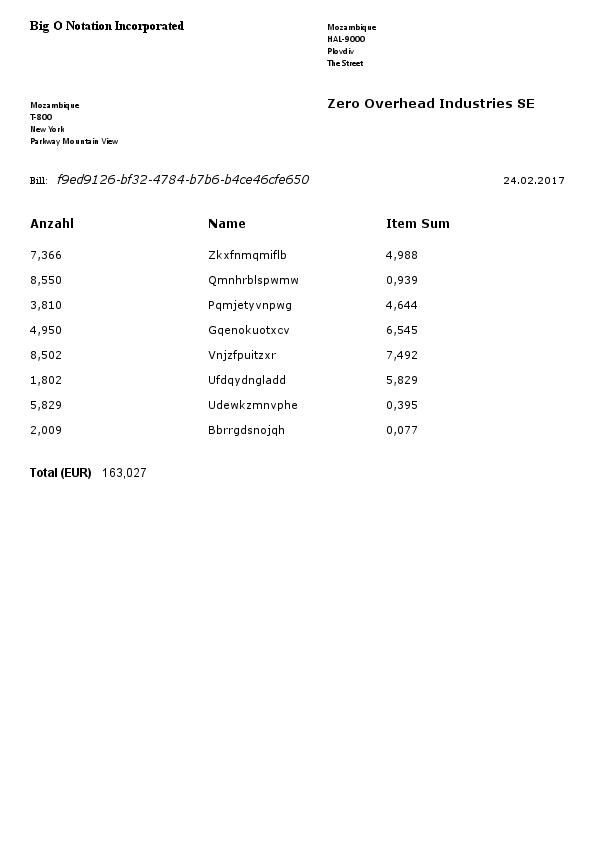 Big O Notation Incorporated
Mozambique
HAL-9000
Plovdiv
The Street
Zero Overhead Industries SE
Mozambique
T-800
New York
Parkway Mountain View
Bill: f9ed9126-bf32-4784-b7b6-b4ce46cfe650 24.02.2017
Anzahl Name Item Sum
7,366 Zkxfnmqmiflb 4,988
8,550 Qmnhrblspwmw 0,939
3,810 Pqmjetyvnpwg 4,644
4,950 Gqenokuotxcv 6,545
8,502 Vnjzfpuitzxr 7,492
1,802 Ufdqydngladd 5,829
5,829 Udewkzmnvphe 0,395
2,009 Bbrrgdsnojqh 0,077
Total (EUR) 163,027